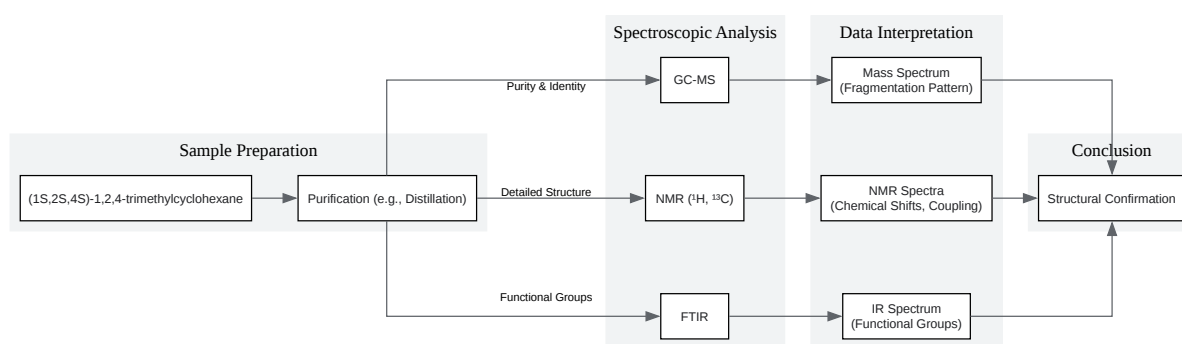 Spectroscopic Analysis
Data Interpretation
GC-MS
Mass Spectrum
(Fragmentation Pattern)
Purity & Identity
Sample Preparation
Conclusion
(1S,2S,4S)-1,2,4-trimethylcyclohexane
Purification (e.g., Distillation)
Detailed Structure
NMR (¹H, ¹³C)
NMR Spectra
(Chemical Shifts, Coupling)
Structural Confirmation
Functional Groups
FTIR
IR Spectrum
(Functional Groups)